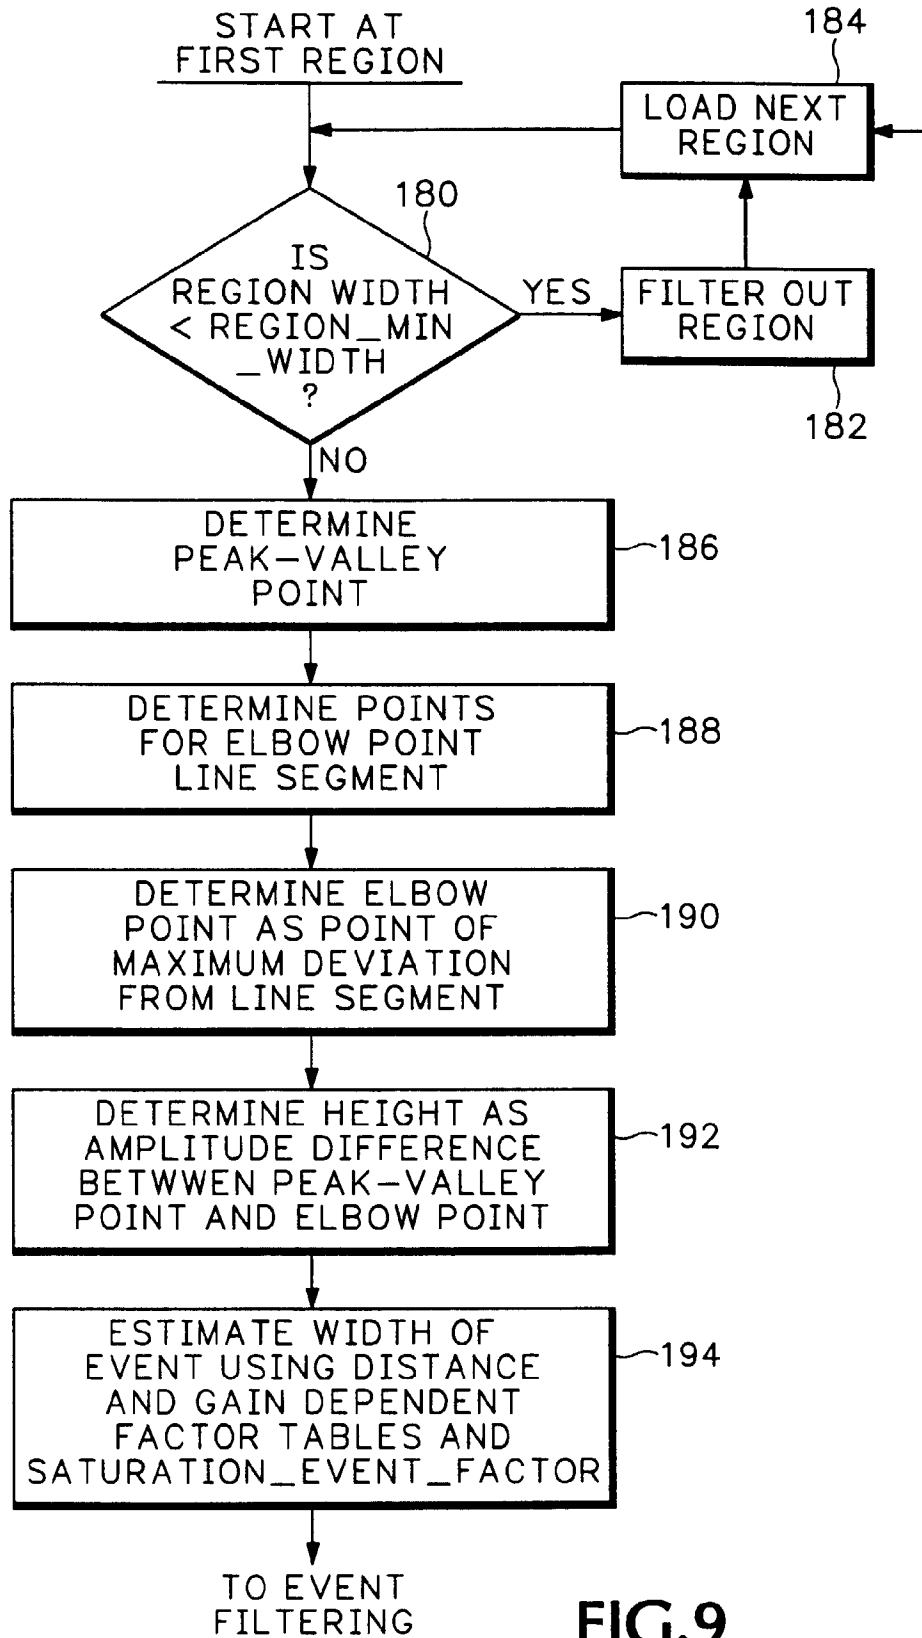 START AT
FIRST REGION
184
LOAD NEXT
REGION
180
IS
REGION WIDTH
< REGION_MIN
_WIDTH
?
YES
FILTER OUT
REGION
182
NO
DETERMINE
PEAK-VALLEY
POINT
186
DETERMINE POINTS
FOR ELBOW POINT
LINE SEGMENT
188
DETERMINE ELBOW
POINT AS POINT OF
MAXIMUM DEVIATION
FROM LINE SEGMENT
190
DETERMINE HEIGHT AS
AMPLITUDE DIFFERENCE
BETWWEN PEAK-VALLEY
POINT AND ELBOW POINT
192
ESTIMATE WIDTH OF
EVENT USING DISTANCE
AND GAIN DEPENDENT
FACTOR TABLES AND
SATURATION_EVENT_FACTOR
194
TO EVENT
FILTERING
FIG.9